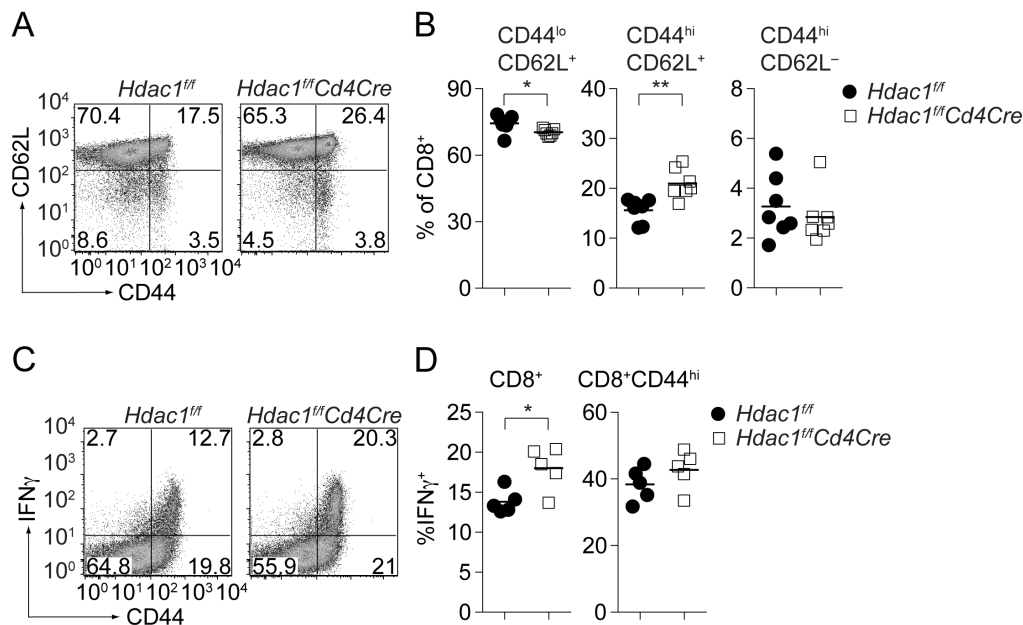 A
Hdac1f/f
Hdac1f/fCd4Cre
70.4 17.5
65.3 26.4
8.6 3.5
4.5 3.8
CD62L
10⁴
10³
10²
10¹
10⁰
10⁰ 10¹ 10² 10³ 10⁴
10⁰ 10¹ 10² 10³ 10⁴
CD44
B
CD44lo
CD62L+
CD44hi
CD62L+
CD44hi
CD62L–
Hdac1f/f
Hdac1f/fCd4Cre
% of CD8+
*
90
60
30
0
**
40
30
20
10
0
8
6
4
2
0
C
Hdac1f/f
Hdac1f/fCd4Cre
2.7 12.7
2.8 20.3
64.8 19.8
55.9 21
IFNγ
10⁴
10³
10²
10¹
10⁰
10⁰ 10¹ 10² 10³ 10⁴
10⁰ 10¹ 10² 10³ 10⁴
CD44
D
CD8+
CD8+CD44hi
Hdac1f/f
Hdac1f/fCd4Cre
%IFNγ+
*
25
20
15
10
5
0
60
40
20
0